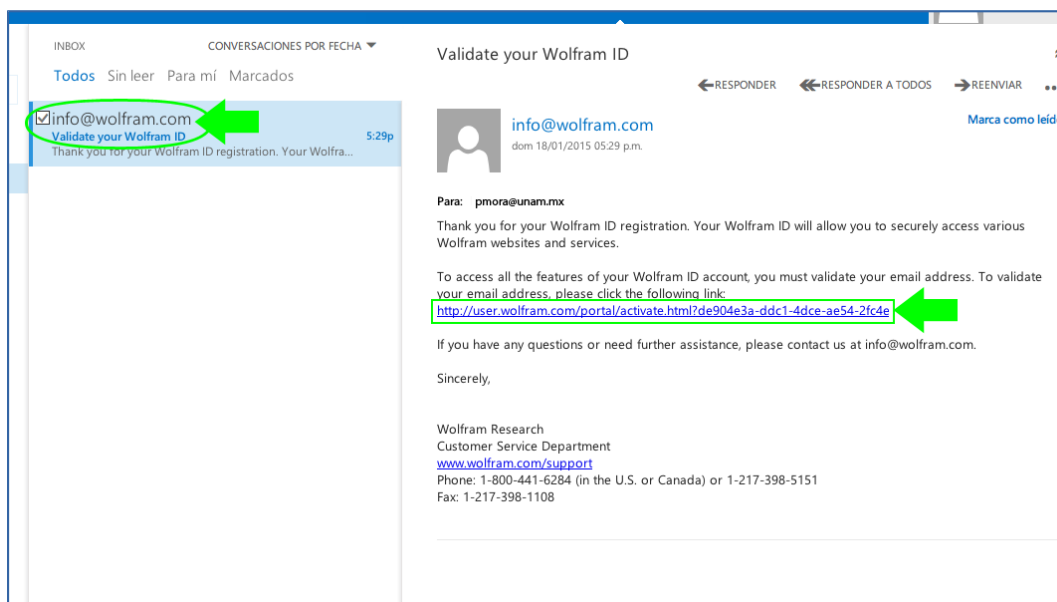 INBOX
CONVERSACIONES POR FECHA
Todos Sin leer Para mí Marcados
info@wolfram.com
Validate your Wolfram ID 5:29p
Thank you for your Wolfram ID registration. Your Wolfra...
Validate your Wolfram ID
RESPONDER RESPONDER A TODOS REENVIAR
info@wolfram.com
Marca como leído
dom 18/01/2015 05:29 p.m.
Para: pmora@unam.mx
Thank you for your Wolfram ID registration. Your Wolfram ID will allow you to securely access various
Wolfram websites and services.
To access all the features of your Wolfram ID account, you must validate your email address. To validate
your email address, please click the following link:
http://user.wolfram.com/portal/activate.html?de904e3a-ddc1-4dce-ae54-2fc4e
If you have any questions or need further assistance, please contact us at info@wolfram.com.
Sincerely,
Wolfram Research
Customer Service Department
www.wolfram.com/support
Phone: 1-800-441-6284 (in the U.S. or Canada) or 1-217-398-5151
Fax: 1-217-398-1108